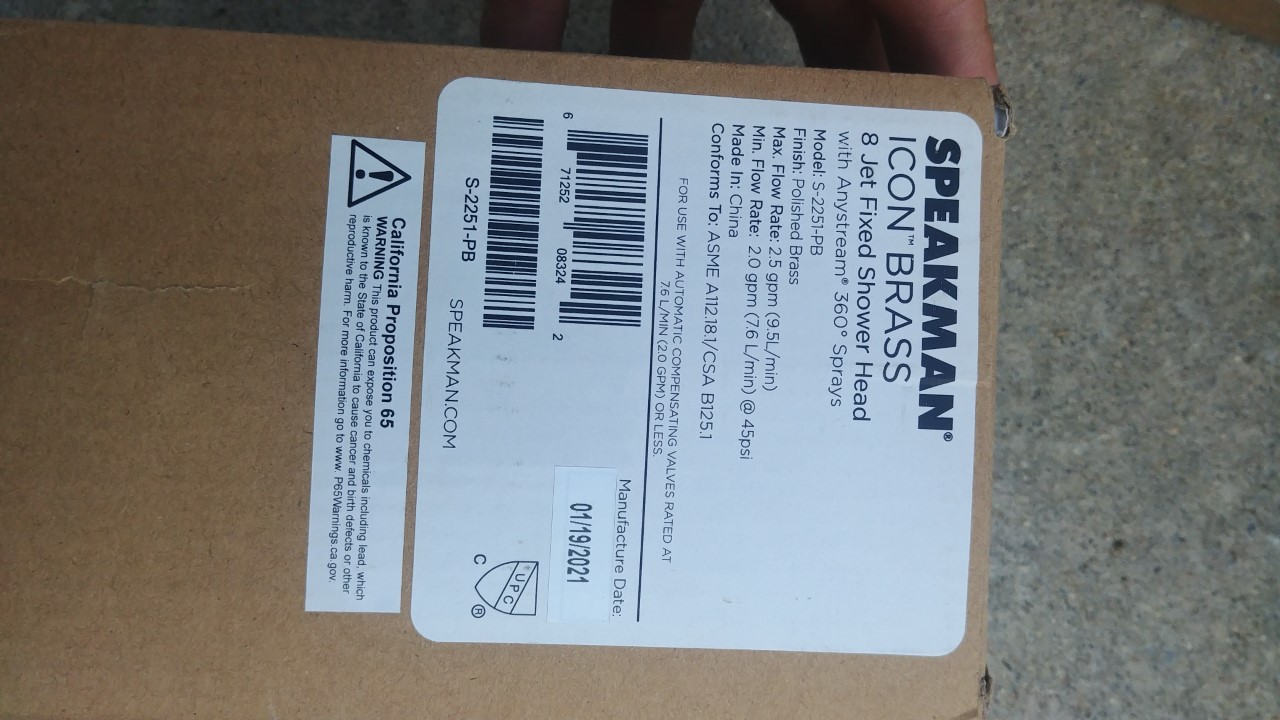 SPEAKMAN®
ICON™ BRASS
8 Jet Fixed Shower Head
with Anystream® 360° Sprays
Model: S-2251-PB
Finish: Polished Brass
Max. Flow Rate: 2.5 gpm (9.5L/min)
Min. Flow Rate: 2.0 gpm (7.6 L/min) @ 45psi
Made In: China
Conforms To: ASME A112.18.1/CSA B125.1
FOR USE WITH AUTOMATIC COMPENSATING VALVES RATED AT
7.6 L/MIN (2.0 GPM) OR LESS.
6 71252 08324 2
S-2251-PB
SPEAKMAN.COM
Manufacture Date:
01/19/2021
UPC
C ®
California Proposition 65
WARNING This product can expose you to chemicals including lead, which
is known to the State of California to cause cancer and birth defects or other
reproductive harm. For more information go to www. P65Warnings.ca.gov.